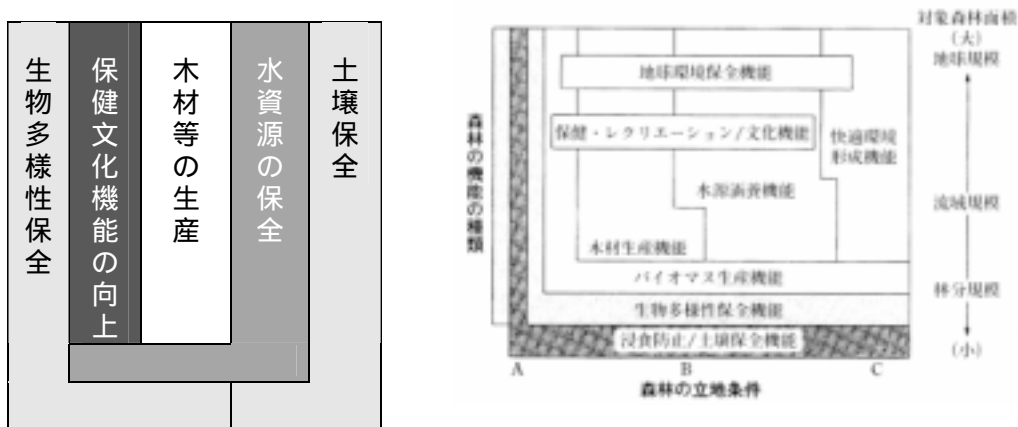 生物多様性保全
保健文化機能の向上
木材等の生産
水資源の保全
土壌保全
対象森林面積
(大)
地球規模
地球環境保全機能
保健・レクリエーション/文化機能
快適環境
形成機能
森林の機能の種類
水源涵養機能
流域規模
木材生産機能
バイオマス生産機能
林分規模
生物多様性保全機能
浸食防止/土壌保全機能
(小)
A
B
C
森林の立地条件